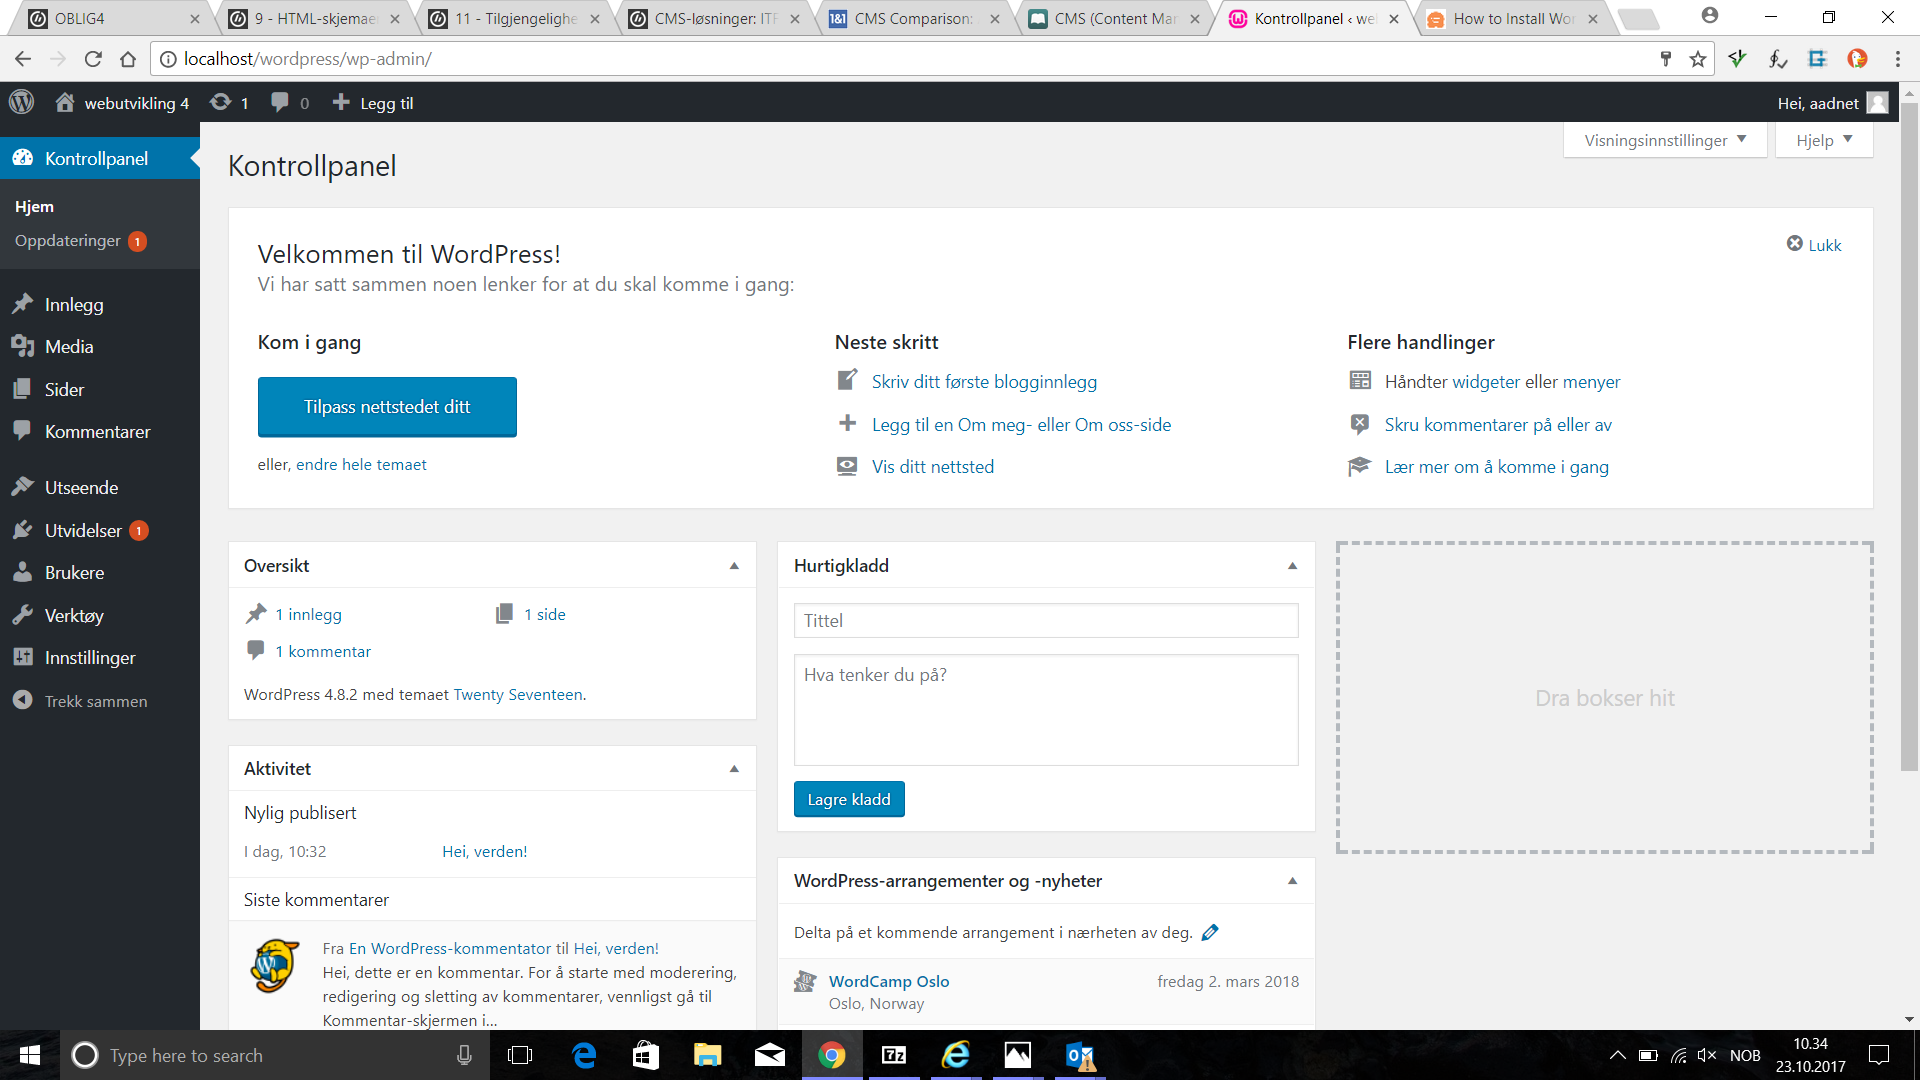 OBLIG4
9 - HTML-skjemae
11 - Tilgjengelighe
CMS-løsninger: ITF
CMS Comparison:
CMS (Content Mar
Kontrollpanel ‹ we
How to Install Wor
localhost/wordpress/wp-admin/
webutvikling 4
1
0
Legg til
Hei, aadnet
Kontrollpanel
Hjem
Oppdateringer 1
Innlegg
Media
Sider
Kommentarer
Utseende
Utvidelser 1
Brukere
Verktøy
Innstillinger
Trekk sammen
Visningsinnstillinger
Hjelp
Kontrollpanel
Velkommen til WordPress!
Lukk
Vi har satt sammen noen lenker for at du skal komme i gang:
Kom i gang
Tilpass nettstedet ditt
eller, endre hele temaet
Neste skritt
Skriv ditt første blogginnlegg
Legg til en Om meg- eller Om oss-side
Vis ditt nettsted
Flere handlinger
Håndter widgeter eller menyer
Skru kommentarer på eller av
Lær mer om å komme i gang
Oversikt
1 innlegg
1 side
1 kommentar
WordPress 4.8.2 med temaet Twenty Seventeen.
Aktivitet
Nylig publisert
I dag, 10:32
Hei, verden!
Siste kommentarer
Fra En WordPress-kommentator til Hei, verden!
Hei, dette er en kommentar. For å starte med moderering,
redigering og sletting av kommentarer, vennligst gå til
Kommentar-skjermen i...
Hurtigkladd
Tittel
Hva tenker du på?
Lagre kladd
WordPress-arrangementer og -nyheter
Delta på et kommende arrangement i nærheten av deg.
WordCamp Oslo
fredag 2. mars 2018
Oslo, Norway
Dra bokser hit
Type here to search
NOB
10.34
23.10.2017